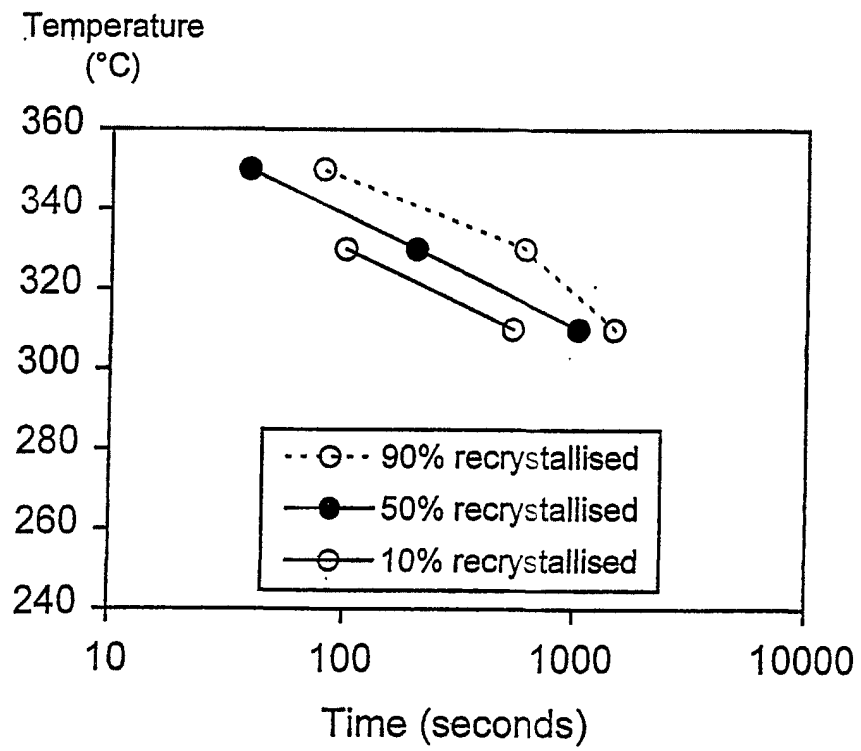 Temperature
(°C)
360
340
320
300
280
260
240
10
100
1000
10000
Time (seconds)
90% recrystallised
50% recrystallised
10% recrystallised